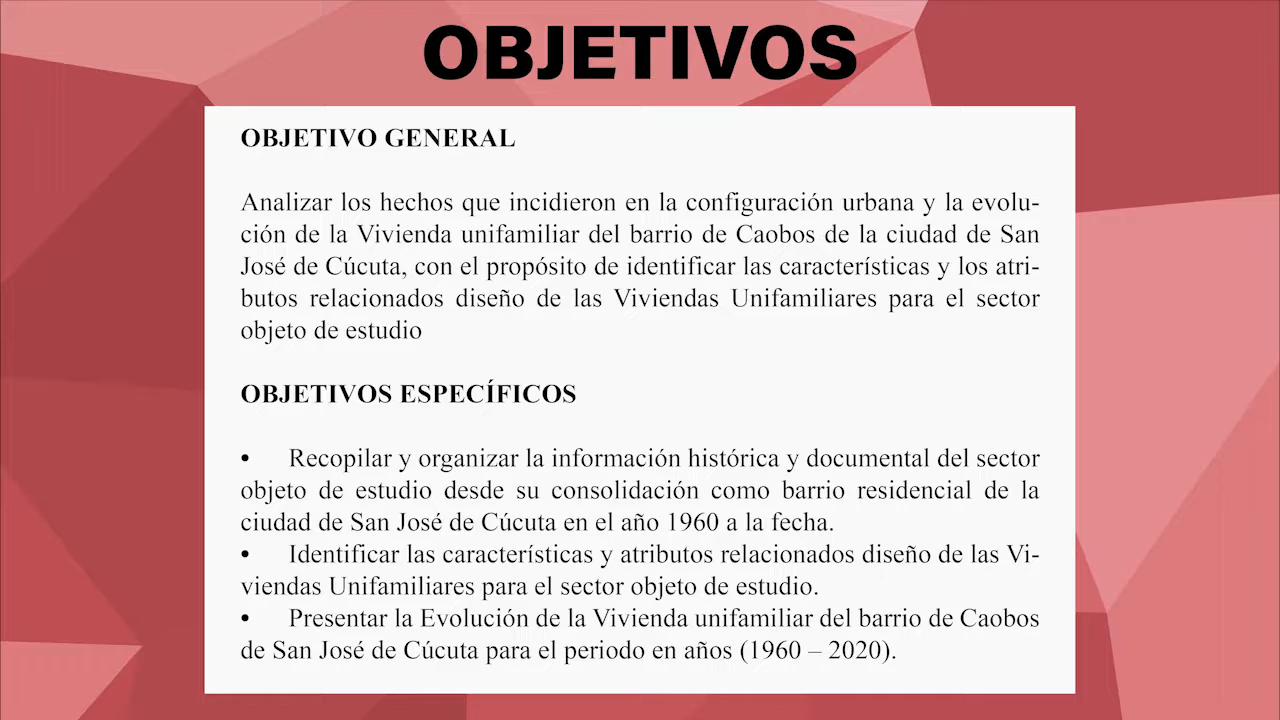 OBJETIVOS
OBJETIVO GENERAL
Analizar los hechos que incidieron en la configuración urbana y la evolu-
ción de la Vivienda unifamiliar del barrio de Caobos de la ciudad de San
José de Cúcuta, con el propósito de identificar las características y los atri-
butos relacionados diseño de las Viviendas Unifamiliares para el sector
objeto de estudio
OBJETIVOS ESPECÍFICOS
• Recopilar y organizar la información histórica y documental del sector
objeto de estudio desde su consolidación como barrio residencial de la
ciudad de San José de Cúcuta en el año 1960 a la fecha.
• Identificar las características y atributos relacionados diseño de las Vi-
viendas Unifamiliares para el sector objeto de estudio.
• Presentar la Evolución de la Vivienda unifamiliar del barrio de Caobos
de San José de Cúcuta para el periodo en años (1960 – 2020).